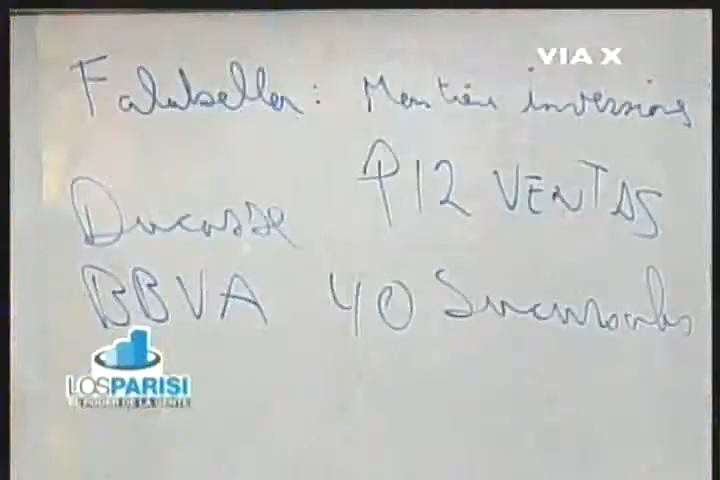 VIA X
Falabella: Mantiene inversiones
↑12 VENTAS
Ducasse
BBVA 40 Sucursales
LOSPARISI
EL PODER DE LA GENTE